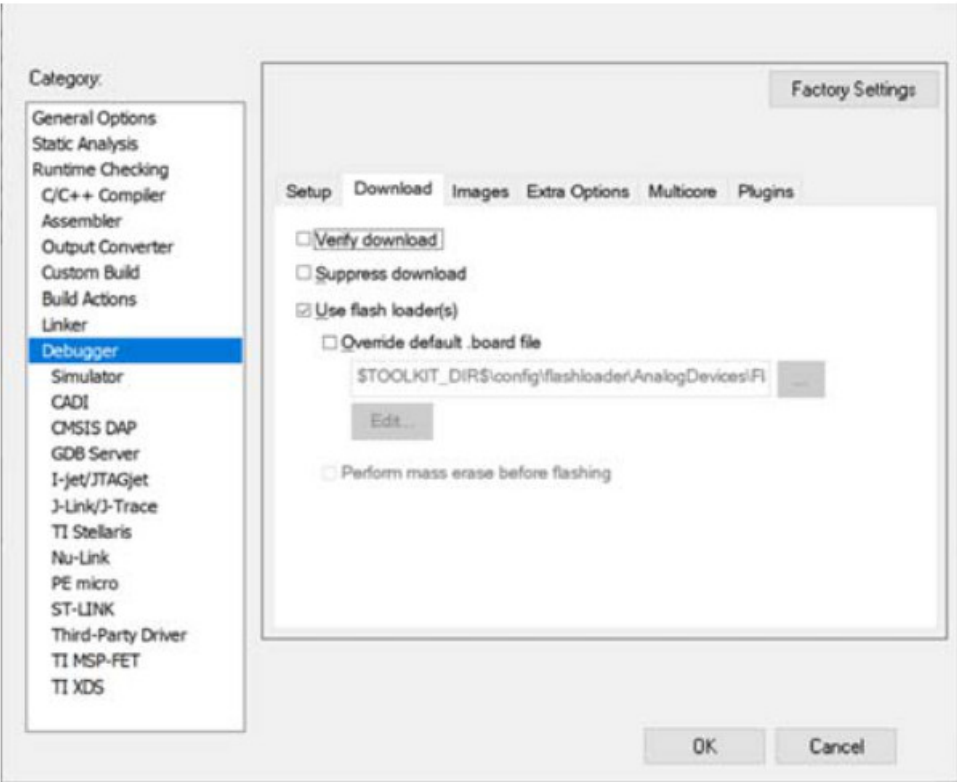 Category:
General Options
Static Analysis
Runtime Checking
C/C++ Compiler
Assembler
Output Converter
Custom Build
Build Actions
Linker
Debugger
Simulator
CADI
CMSIS DAP
GDB Server
I-jet/JTAGjet
J-Link/J-Trace
TI Stellaris
Nu-Link
PE micro
ST-LINK
Third-Party Driver
TI MSP-FET
TI XDS
Factory Settings
Setup Download Images Extra Options Multicore Plugins
Verify download
Suppress download
Use flash loader(s)
Override default .board file
$TOOLKIT_DIR$\config\flashloader\AnalogDevices\Fl ...
Edit...
Perform mass erase before flashing
OK Cancel